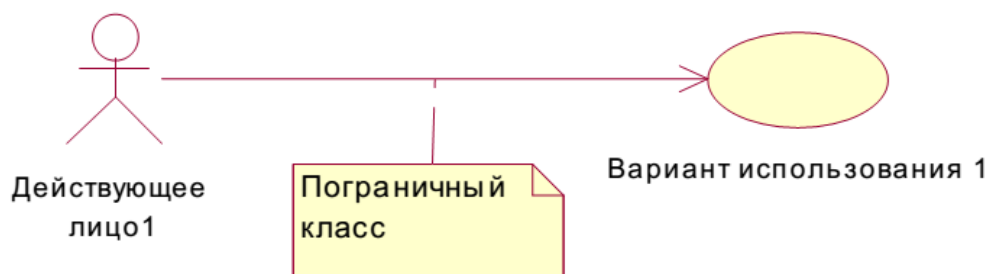 Действующее
лицо1
Пограничный
класс
Вариант использования 1